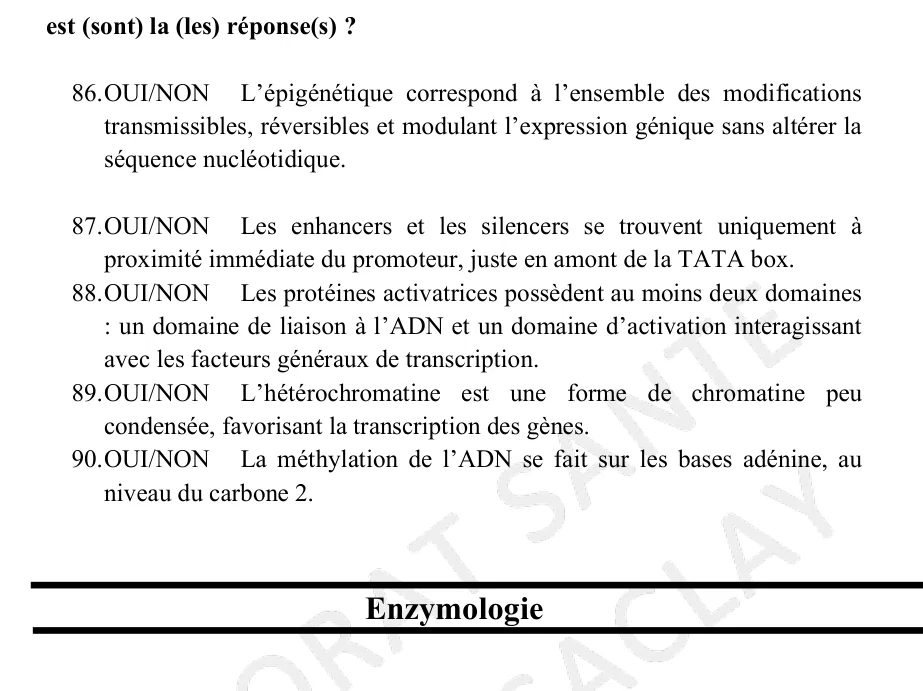 est (sont) la (les) réponse(s) ?
86.OUI/NON L’épigénétique correspond à l’ensemble des modifications
transmissibles, réversibles et modulant l’expression génique sans altérer la
séquence nucléotidique.
87.OUI/NON Les enhancers et les silencers se trouvent uniquement à
proximité immédiate du promoteur, juste en amont de la TATA box.
88.OUI/NON Les protéines activatrices possèdent au moins deux domaines
: un domaine de liaison à l’ADN et un domaine d’activation interagissant
avec les facteurs généraux de transcription.
89.OUI/NON L’hétérochromatine est une forme de chromatine peu
condensée, favorisant la transcription des gènes.
90.OUI/NON La méthylation de l’ADN se fait sur les bases adénine, au
niveau du carbone 2.
Enzymologie
ORAT SANTE
SACLAY